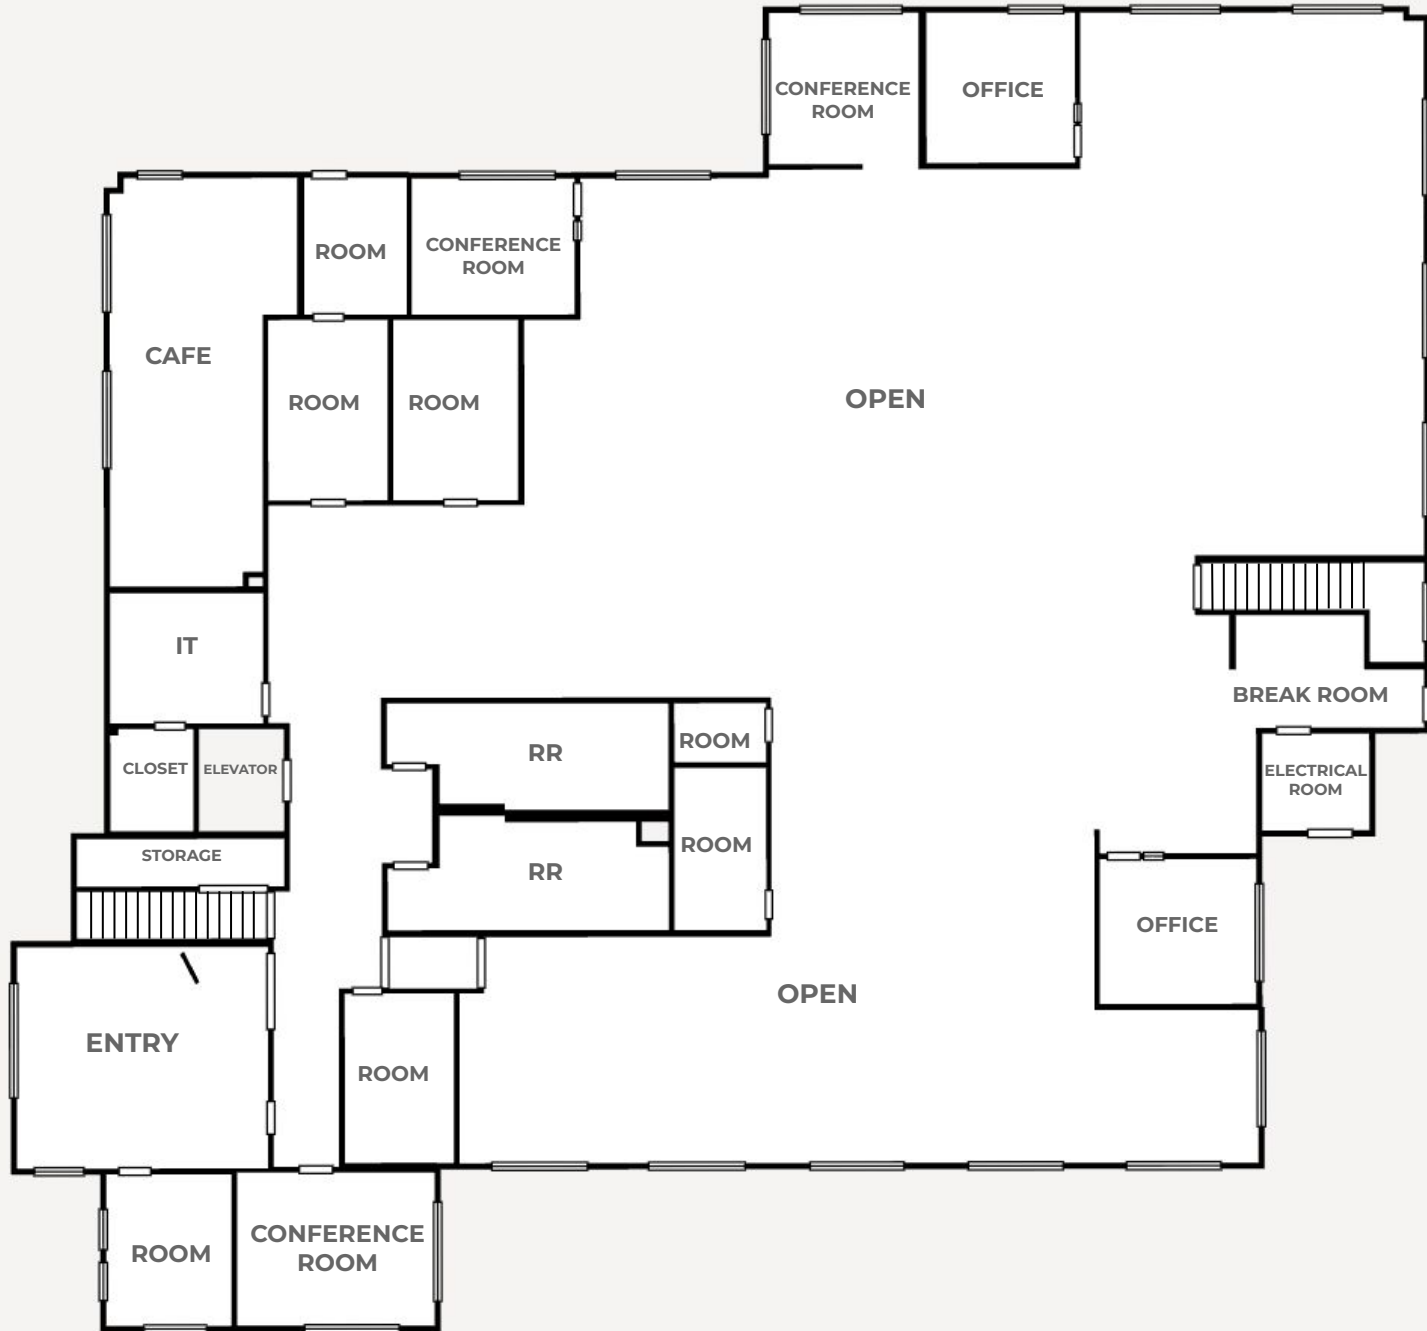 CONFERENCE
ROOM
OFFICE
ROOM
CONFERENCE
ROOM
CAFE
ROOM
ROOM
OPEN
IT
BREAK ROOM
RR
ROOM
CLOSET
ELEVATOR
ELECTRICAL
ROOM
STORAGE
RR
ROOM
OFFICE
OPEN
ENTRY
ROOM
ROOM
CONFERENCE
ROOM